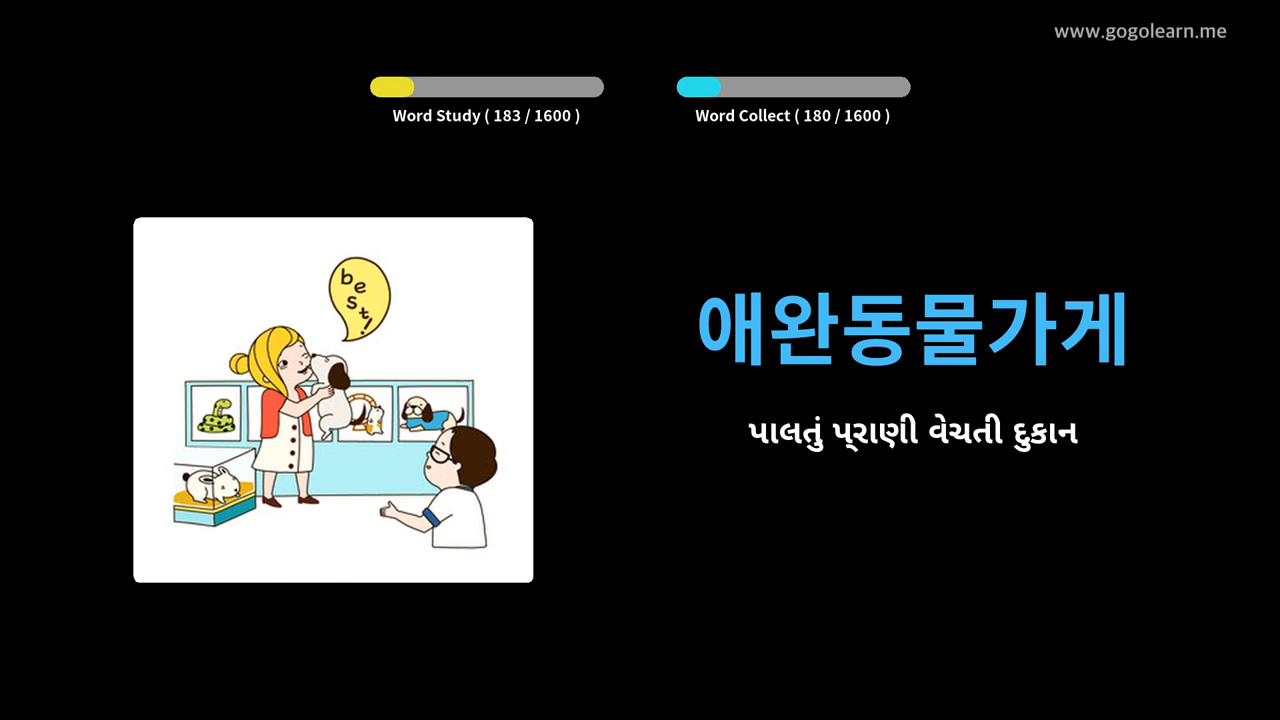 www.gogolearn.me
Word Study ( 183 / 1600 )
Word Collect ( 180 / 1600 )
best!
애완동물가게
પાલતું પ્રાણી વેચતી દુકાન